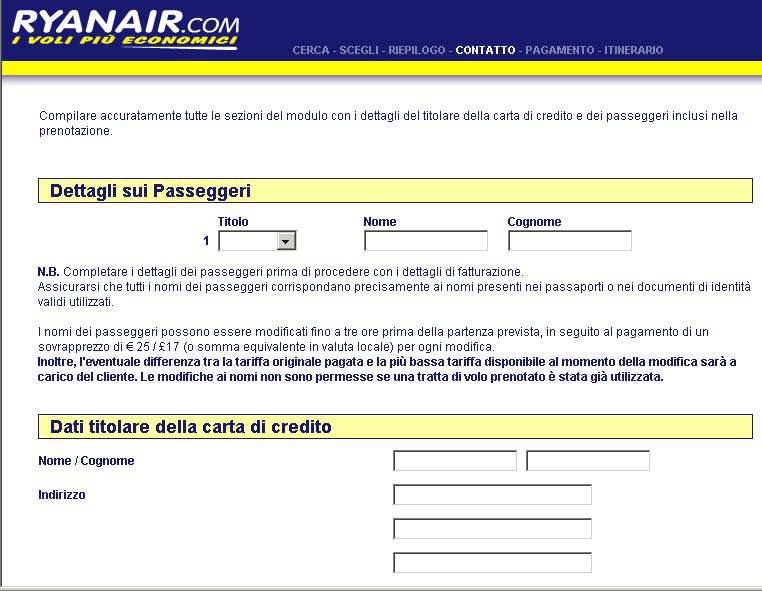 RYANAIR.COM
I VOLI PIÙ ECONOMICI
CERCA - SCEGLI - RIEPILOGO - CONTATTO - PAGAMENTO - ITINERARIO
Compilare accuratamente tutte le sezioni del modulo con i dettagli del titolare della carta di credito e dei passeggeri inclusi nella
prenotazione.
Dettagli sui Passeggeri
Titolo Nome Cognome
1
N.B. Completare i dettagli dei passeggeri prima di procedere con i dettagli di fatturazione.
Assicurarsi che tutti i nomi dei passeggeri corrispondano precisamente ai nomi presenti nei passaporti o nei documenti di identità
validi utilizzati.
I nomi dei passeggeri possono essere modificati fino a tre ore prima della partenza prevista, in seguito al pagamento di un
sovrapprezo di € 25 / £17 (o somma equivalente in valuta locale) per ogni modifica.
Inoltre, l'eventuale differenza tra la tariffa originale pagata e la più bassa tariffa disponibile al momento della modifica sarà a
carico del cliente. Le modifiche ai nomi non sono permesse se una tratta di volo prenotato è stata già utilizzata.
Dati titolare della carta di credito
Nome / Cognome
Indirizzo